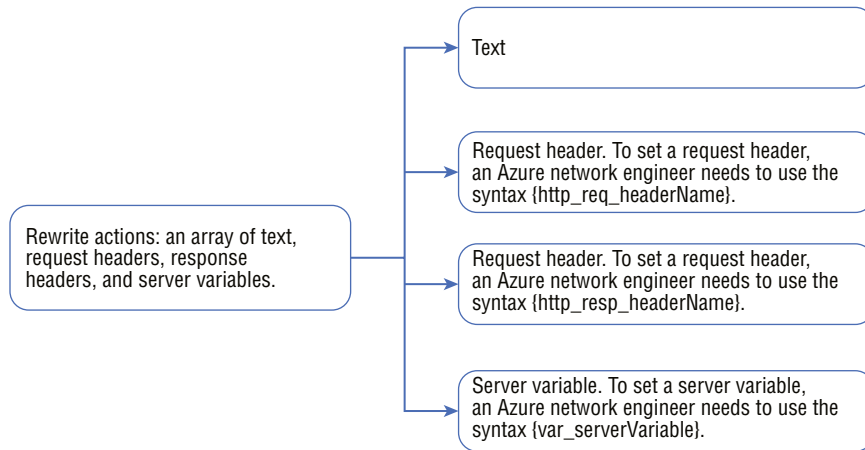 Text
Request header. To set a request header,
an Azure network engineer needs to use the
syntax {http_req_headerName}.
Rewrite actions: an array of text,
request headers, response
headers, and server variables.
Request header. To set a request header,
an Azure network engineer needs to use the
syntax {http_resp_headerName}.
Server variable. To set a server variable,
an Azure network engineer needs to use the
syntax {var_serverVariable}.